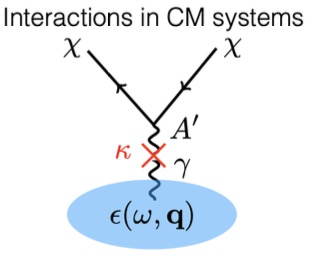 Interactions in CM systems
χ χ
A′
κ
γ
ϵ(ω, q)